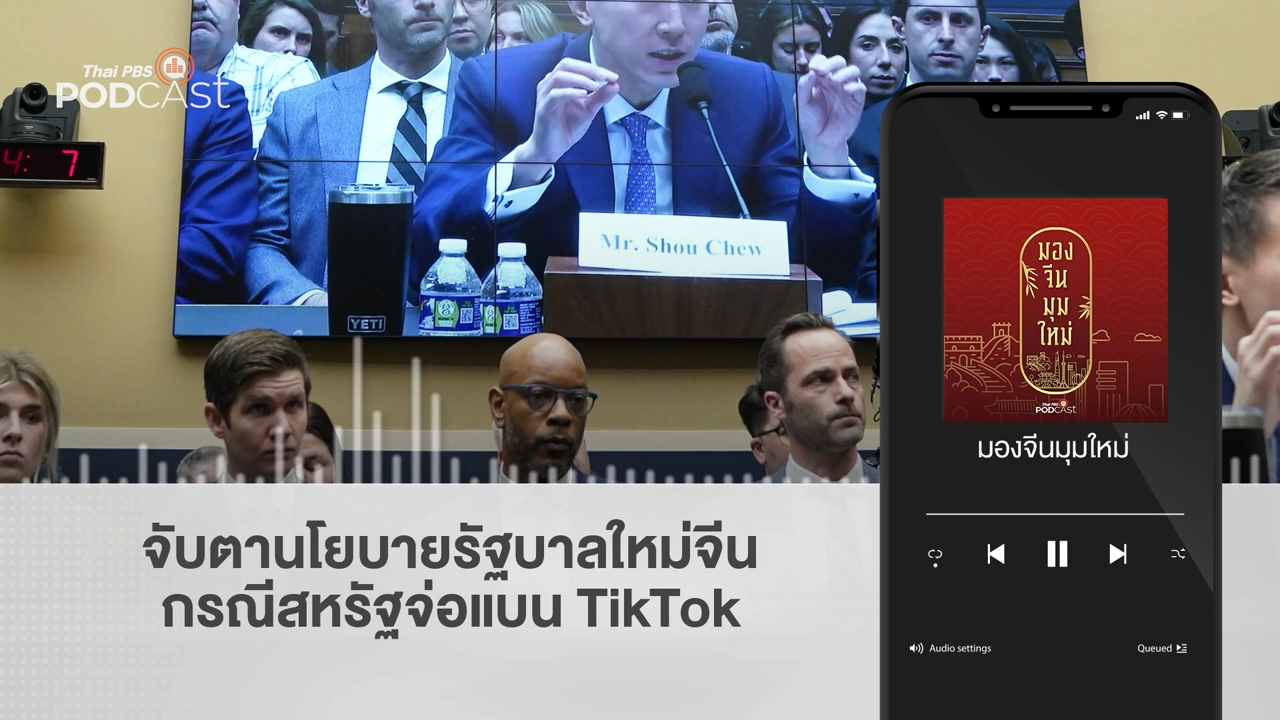 Thai PBS
PODCAST
4: 7
Mr. Shou Chew
YETI
มอง
จีน
มุม
ใหม่
Thai PBS
PODCAST
มองจีนมุมใหม่
จับตานโยบายรัฐบาลใหม่จีน
กรณีสหรัฐจ่อแบน TikTok
Audio settings
Queued